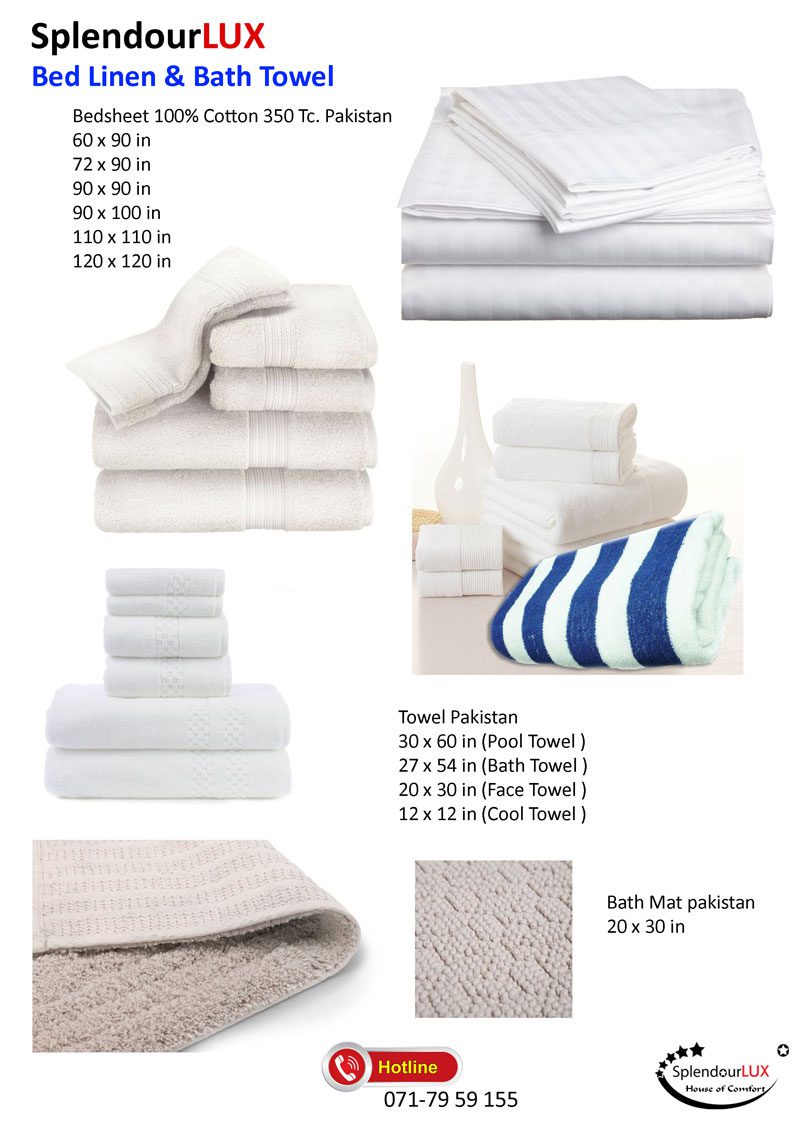 SplendourLUX
Bed Linen & Bath Towel
Bedsheet 100% Cotton 350 Tc. Pakistan
60 x 90 in
72 x 90 in
90 x 90 in
90 x 100 in
110 x 110 in
120 x 120 in
Towel Pakistan
30 x 60 in (Pool Towel )
27 x 54 in (Bath Towel )
20 x 30 in (Face Towel )
12 x 12 in (Cool Towel )
Bath Mat pakistan
20 x 30 in
Hotline
071-79 59 155
SplendourLUX
House of Comfort